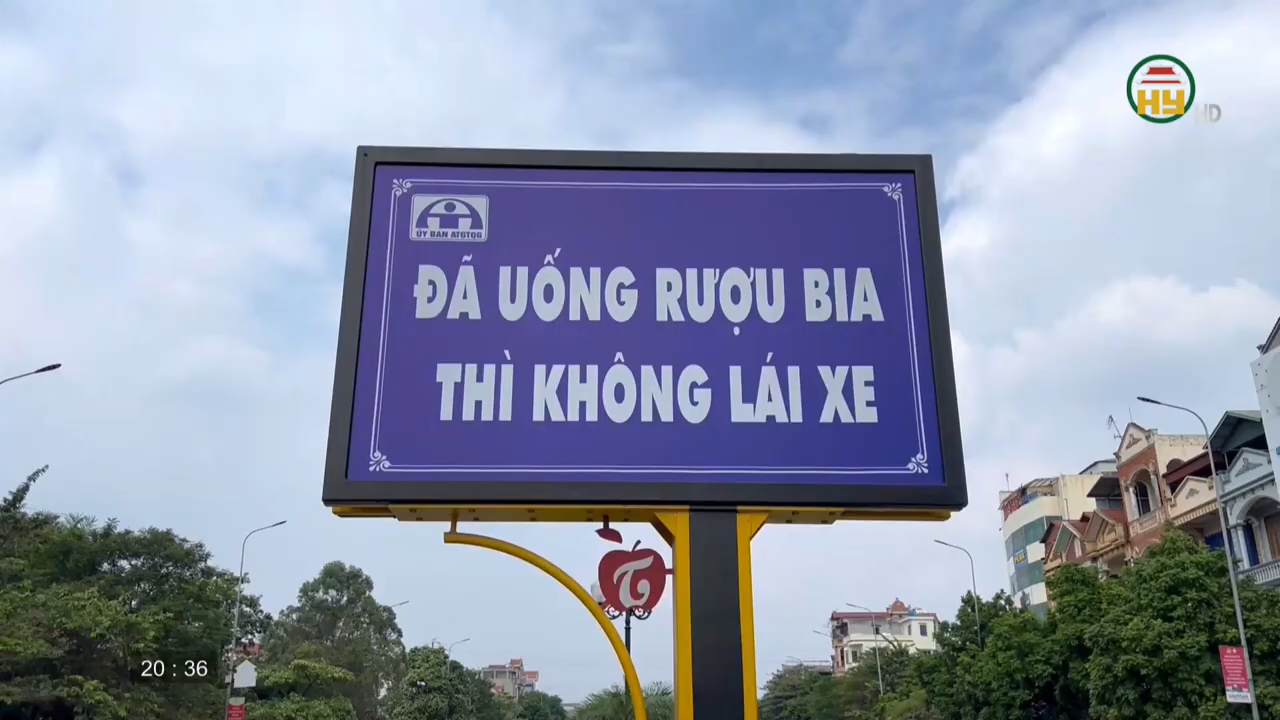 HY HD
ỦY BAN ATGTQG
ĐÃ UỐNG RƯỢU BIA
THÌ KHÔNG LÁI XE
T
20 : 36